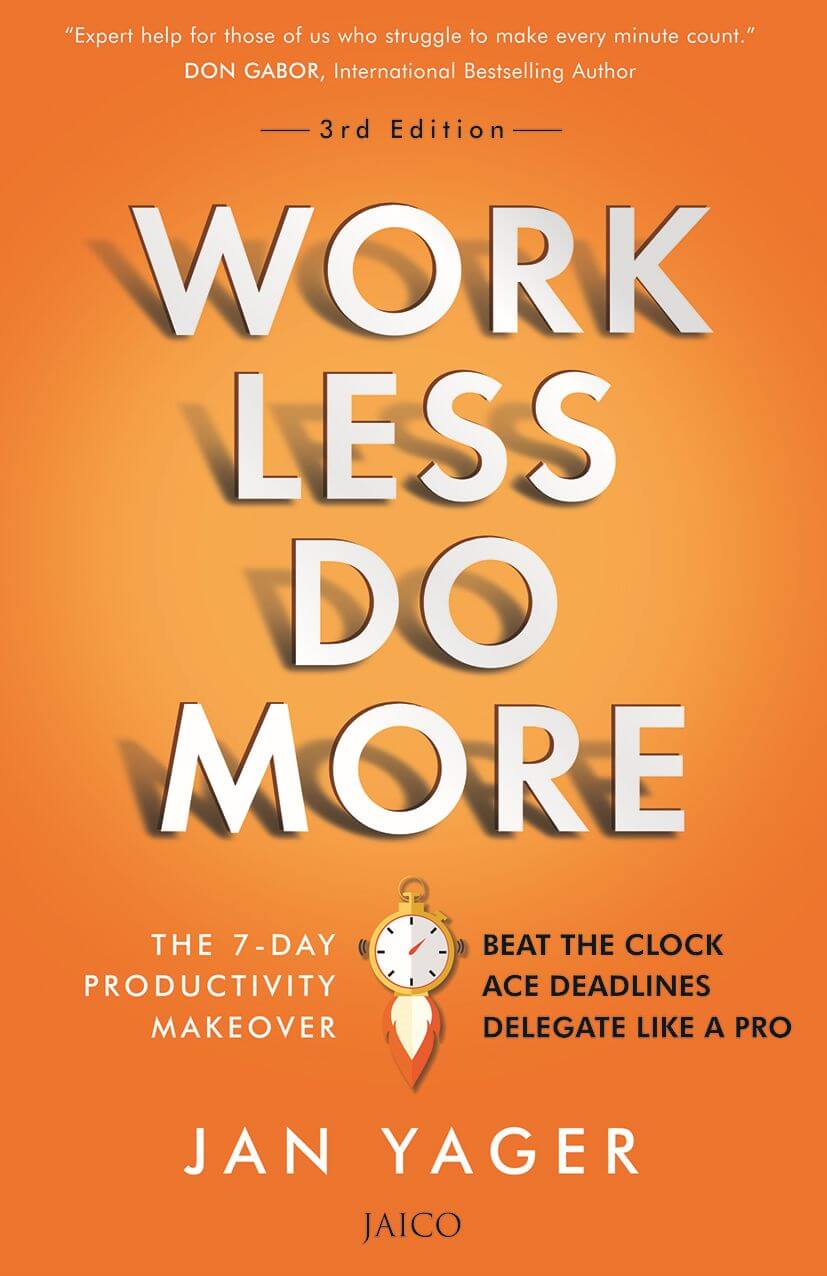 “Expert help for those of us who struggle to make every minute count.”
DON GABOR, International Bestselling Author
3rd Edition
WORK
LESS
DO
MORE
THE 7-DAY
PRODUCTIVITY
MAKEOVER
BEAT THE CLOCK
ACE DEADLINES
DELEGATE LIKE A PRO
JAN YAGER
JAICO